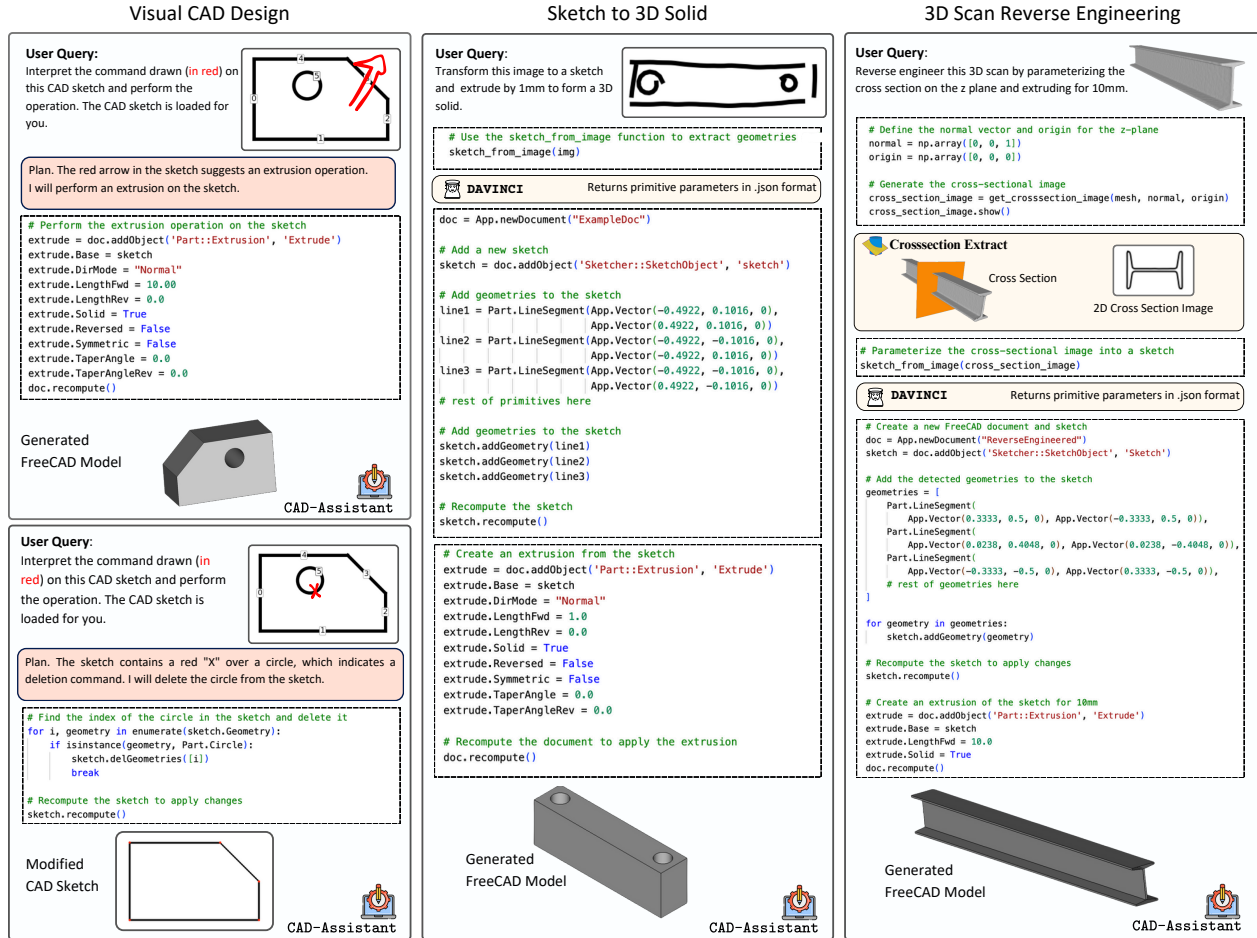 Visual CAD Design
User Query:
Interpret the command drawn (in red) on
this CAD sketch and perform the
operation. The CAD sketch is loaded for
you.
4
5
0
2
1
Plan. The red arrow in the sketch suggests an extrusion operation.
I will perform an extrusion on the sketch.
# Perform the extrusion operation on the sketch
extrude = doc.addObject('Part::Extrusion', 'Extrude')
extrude.Base = sketch
extrude.DirMode = "Normal"
extrude.LengthFwd = 10.00
extrude.LengthRev = 0.0
extrude.Solid = True
extrude.Reversed = False
extrude.Symmetric = False
extrude.TaperAngle = 0.0
extrude.TaperAngleRev = 0.0
doc.recompute()
Generated
FreeCAD Model
CAD-Assistant
User Query:
Interpret the command drawn (in
red) on this CAD sketch and perform
the operation. The CAD sketch is
loaded for you.
4
5
3
0
2
1
Plan. The sketch contains a red "X" over a circle, which indicates a
deletion command. I will delete the circle from the sketch.
# Find the index of the circle in the sketch and delete it
for i, geometry in enumerate(sketch.Geometry):
if isinstance(geometry, Part.Circle):
sketch.delGeometries([i])
break
# Recompute the sketch to apply changes
sketch.recompute()
Modified
CAD Sketch
CAD-Assistant
Sketch to 3D Solid
User Query:
Transform this image to a sketch
and extrude by 1mm to form a 3D
solid.
# Use the sketch_from_image function to extract geometries
sketch_from_image(img)
DAVINCI Returns primitive parameters in .json format
doc = App.newDocument("ExampleDoc")
# Add a new sketch
sketch = doc.addObject('Sketcher::SketchObject', 'sketch')
# Add geometries to the sketch
line1 = Part.LineSegment(App.Vector(-0.4922, 0.1016, 0),
App.Vector(0.4922, 0.1016, 0))
line2 = Part.LineSegment(App.Vector(-0.4922, -0.1016, 0),
App.Vector(-0.4922, 0.1016, 0))
line3 = Part.LineSegment(App.Vector(-0.4922, -0.1016, 0),
App.Vector(0.4922, -0.1016, 0))
# rest of primitives here
# Add geometries to the sketch
sketch.addGeometry(line1)
sketch.addGeometry(line2)
sketch.addGeometry(line3)
# Recompute the sketch
sketch.recompute()
# Create an extrusion from the sketch
extrude = doc.addObject('Part::Extrusion', 'Extrude')
extrude.Base = sketch
extrude.DirMode = "Normal"
extrude.LengthFwd = 1.0
extrude.LengthRev = 0.0
extrude.Solid = True
extrude.Reversed = False
extrude.Symmetric = False
extrude.TaperAngle = 0.0
extrude.TaperAngleRev = 0.0
# Recompute the document to apply the extrusion
doc.recompute()
Generated
FreeCAD Model
CAD-Assistant
3D Scan Reverse Engineering
User Query:
Reverse engineer this 3D scan by parameterizing the
cross section on the z plane and extruding for 10mm.
# Define the normal vector and origin for the z-plane
normal = np.array([0, 0, 1])
origin = np.array([0, 0, 0])
# Generate the cross-sectional image
cross_section_image = get_crosssection_image(mesh, normal, origin)
cross_section_image.show()
Crosssection Extract
Cross Section
2D Cross Section Image
# Parameterize the cross-sectional image into a sketch
sketch_from_image(cross_section_image)
DAVINCI Returns primitive parameters in .json format
# Create a new FreeCAD document and sketch
doc = App.newDocument("ReverseEngineered")
sketch = doc.addObject('Sketcher::SketchObject', 'Sketch')
# Add the detected geometries to the sketch
geometries = [
Part.LineSegment(
App.Vector(0.3333, 0.5, 0), App.Vector(-0.3333, 0.5, 0)),
Part.LineSegment(
App.Vector(0.0238, 0.4048, 0), App.Vector(0.0238, -0.4048, 0)),
Part.LineSegment(
App.Vector(-0.3333, -0.5, 0), App.Vector(0.3333, -0.5, 0)),
# rest of geometries here
]
for geometry in geometries:
sketch.addGeometry(geometry)
# Recompute the sketch to apply changes
sketch.recompute()
# Create an extrusion of the sketch for 10mm
extrude = doc.addObject('Part::Extrusion', 'Extrude')
extrude.Base = sketch
extrude.LengthFwd = 10.0
extrude.Solid = True
doc.recompute()
Generated
FreeCAD Model
CAD-Assistant